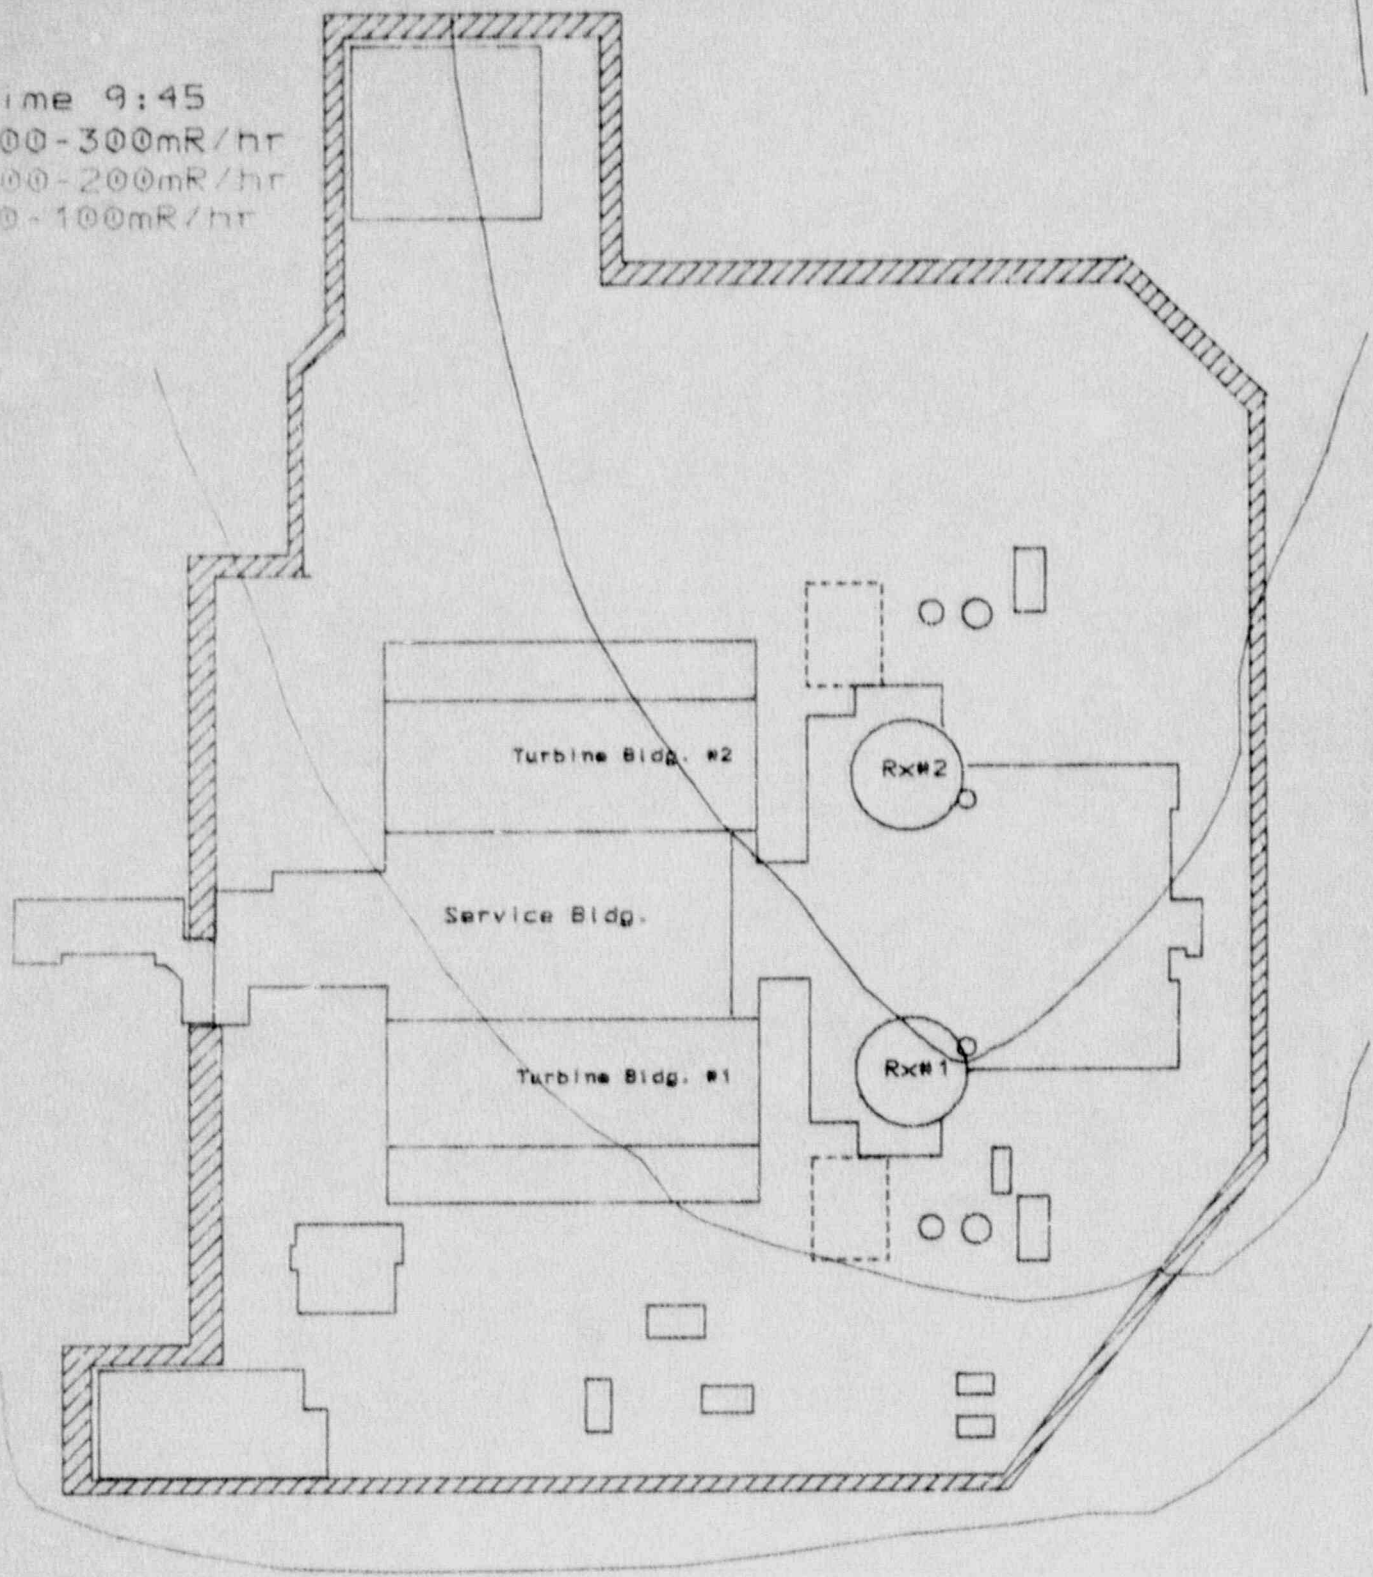 ime 9:45
00-300mR/hr
00-200mR/hr
0-100mR/hr
Turbine Bldg. #2
Rx#2
Service Bldg.
Turbine Bldg. #1
Rx#1